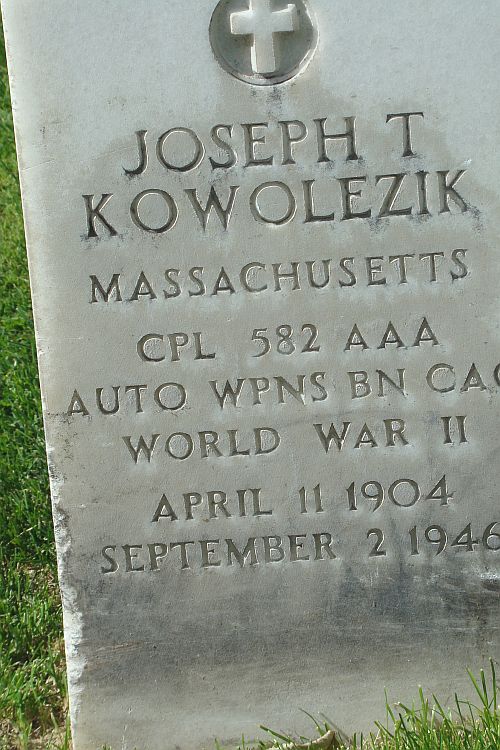 JOSEPH T
KOWOLEZIK
MASSACHUSETTS
CPL 582 AAA
AUTO WPNS BN CAC
WORLD WAR II
APRIL 11 1904
SEPTEMBER 2 1946